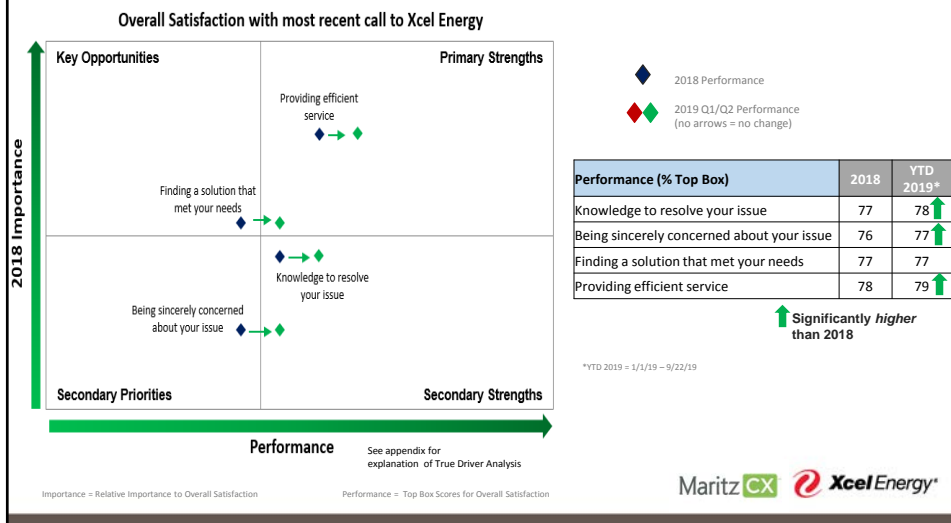 Overall Satisfaction with most recent call to Xcel Energy
Key Opportunities
Primary Strengths
Providing efficient
service
Finding a solution that
met your needs
Knowledge to resolve
your issue
Being sincerely concerned
about your issue
Secondary Priorities
Secondary Strengths
2018 Importance
Performance
See appendix for
explanation of True Driver Analysis
Importance = Relative Importance to Overall Satisfaction
Performance = Top Box Scores for Overall Satisfaction
2018 Performance
2019 Q1/Q2 Performance
(no arrows = no change)
Performance (% Top Box) 2018 YTD
2019*
Knowledge to resolve your issue 77 78
Being sincerely concerned about your issue 76 77
Finding a solution that met your needs 77 77
Providing efficient service 78 79
Significantly higher
than 2018
*YTD 2019 = 1/1/19 – 9/22/19
Maritz CX
Xcel Energy